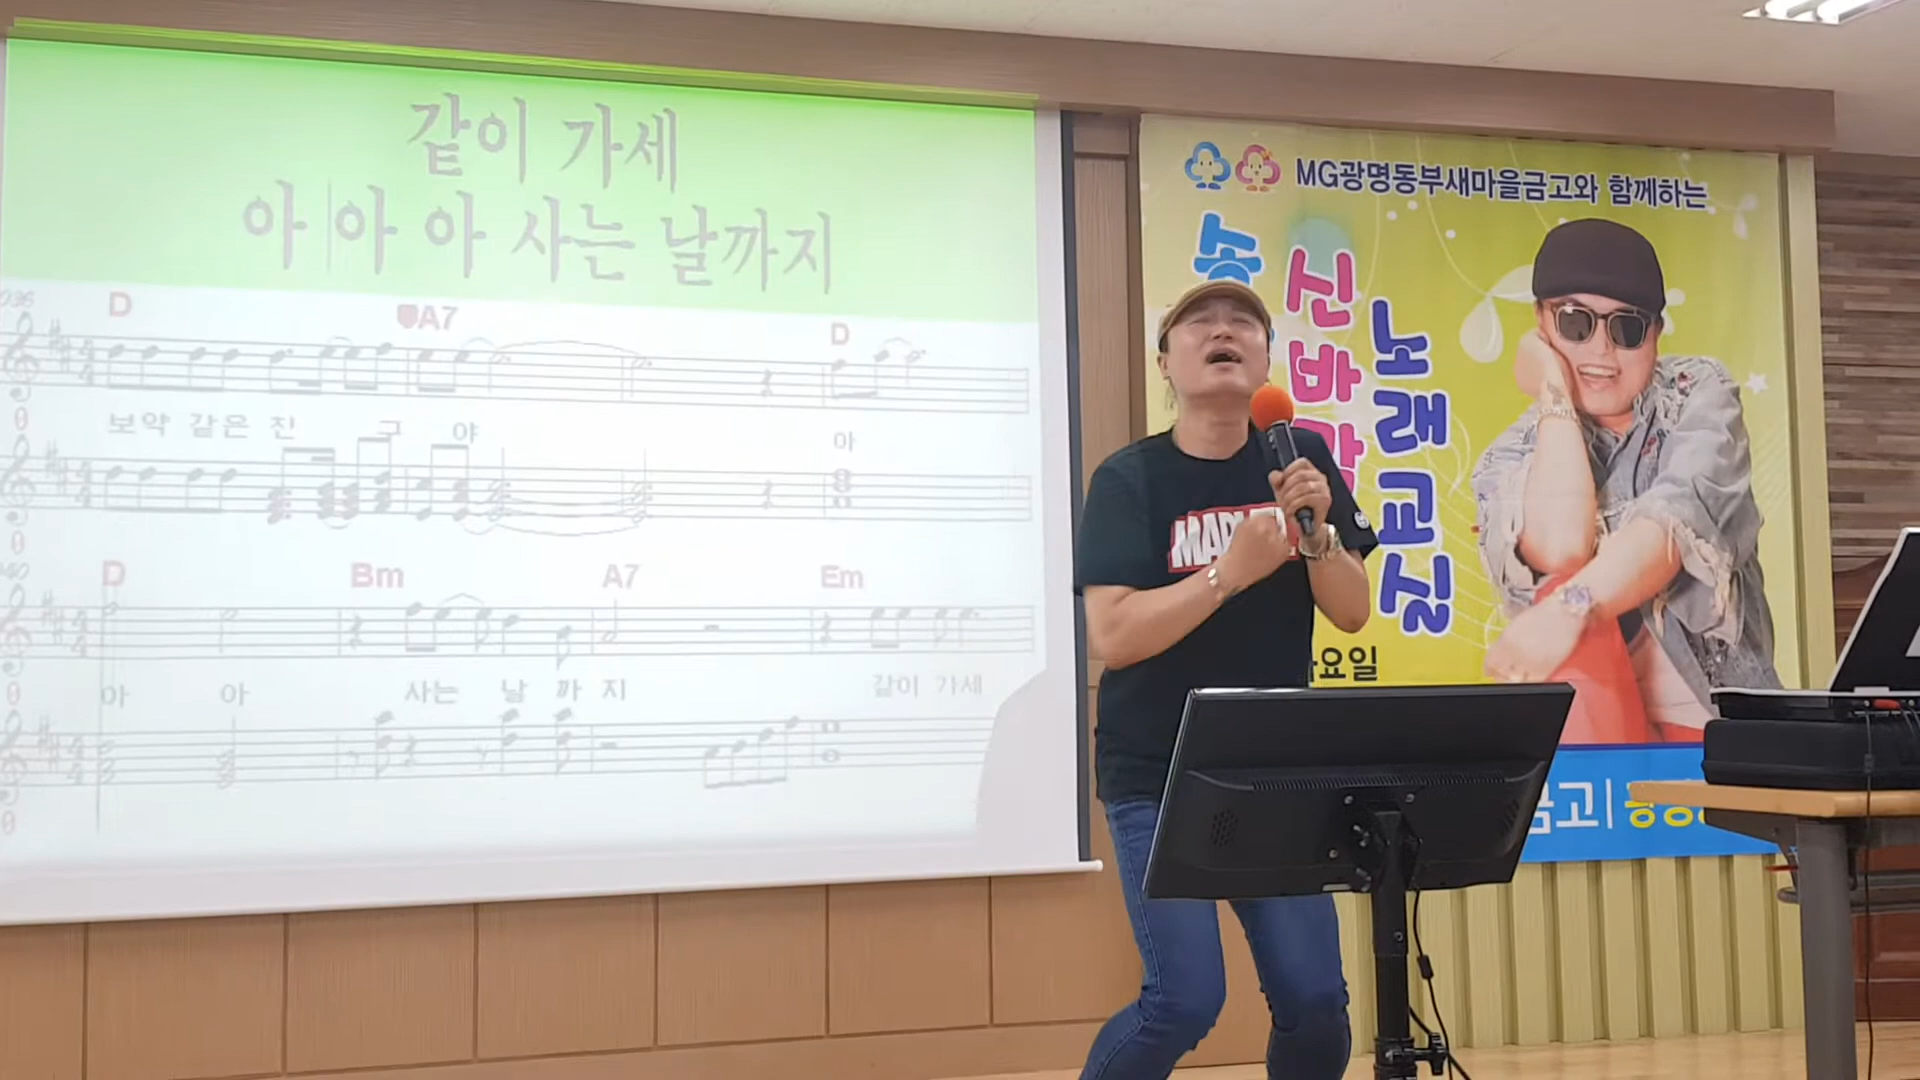 같이 가세
아 아 아 사는 날까지
D A7 D
보약 같은 친 구 야 아
D Bm A7 Em
아 아 사는 날 까 지 같이 가세
MG광명동부새마을금고와 함께하는
송
신바람
노래교실
요일
금고
MARVEL